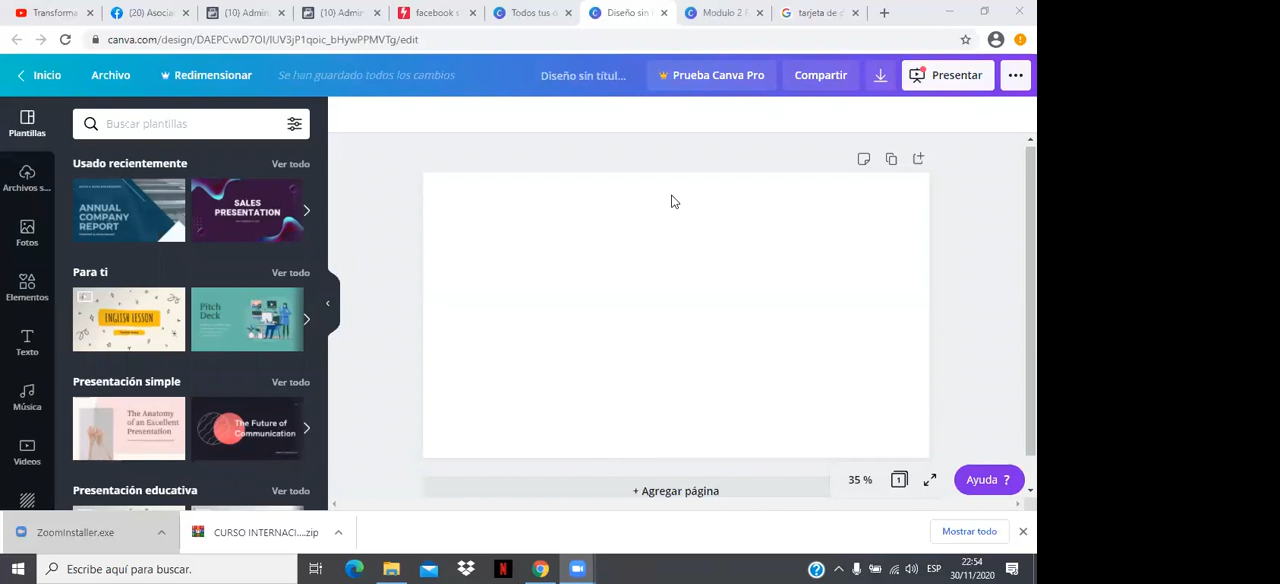 Transforma
(20) Asocia
(10) Admin
(10) Admin
facebook s
Todos tus d
Diseño sin
Modulo 2 F
tarjeta de
canva.com/design/DAEPCvwD7OI/IUV3jP1qoic_bHywPPMVTg/edit
Inicio
Archivo
Redimensionar
Se han guardado todos los cambios
Diseño sin títul...
Prueba Canva Pro
Compartir
Presentar
Plantillas
Buscar plantillas
Usado recientemente
Ver todo
ANNUAL
COMPANY
REPORT
SALES
PRESENTATION
Archivos s...
Fotos
Para ti
Ver todo
ENGLISH LESSON
Pitch
Deck
Elementos
Texto
Presentación simple
Ver todo
The Anatomy
of an Excellent
Presentation
The Future of
Communication
Música
Videos
Presentación educativa
Ver todo
+ Agregar página
35 %
1
Ayuda ?
ZoomInstaller.exe
CURSO INTERNACI....zip
Mostrar todo
Escribe aquí para buscar.
ESP
22:54
30/11/2020